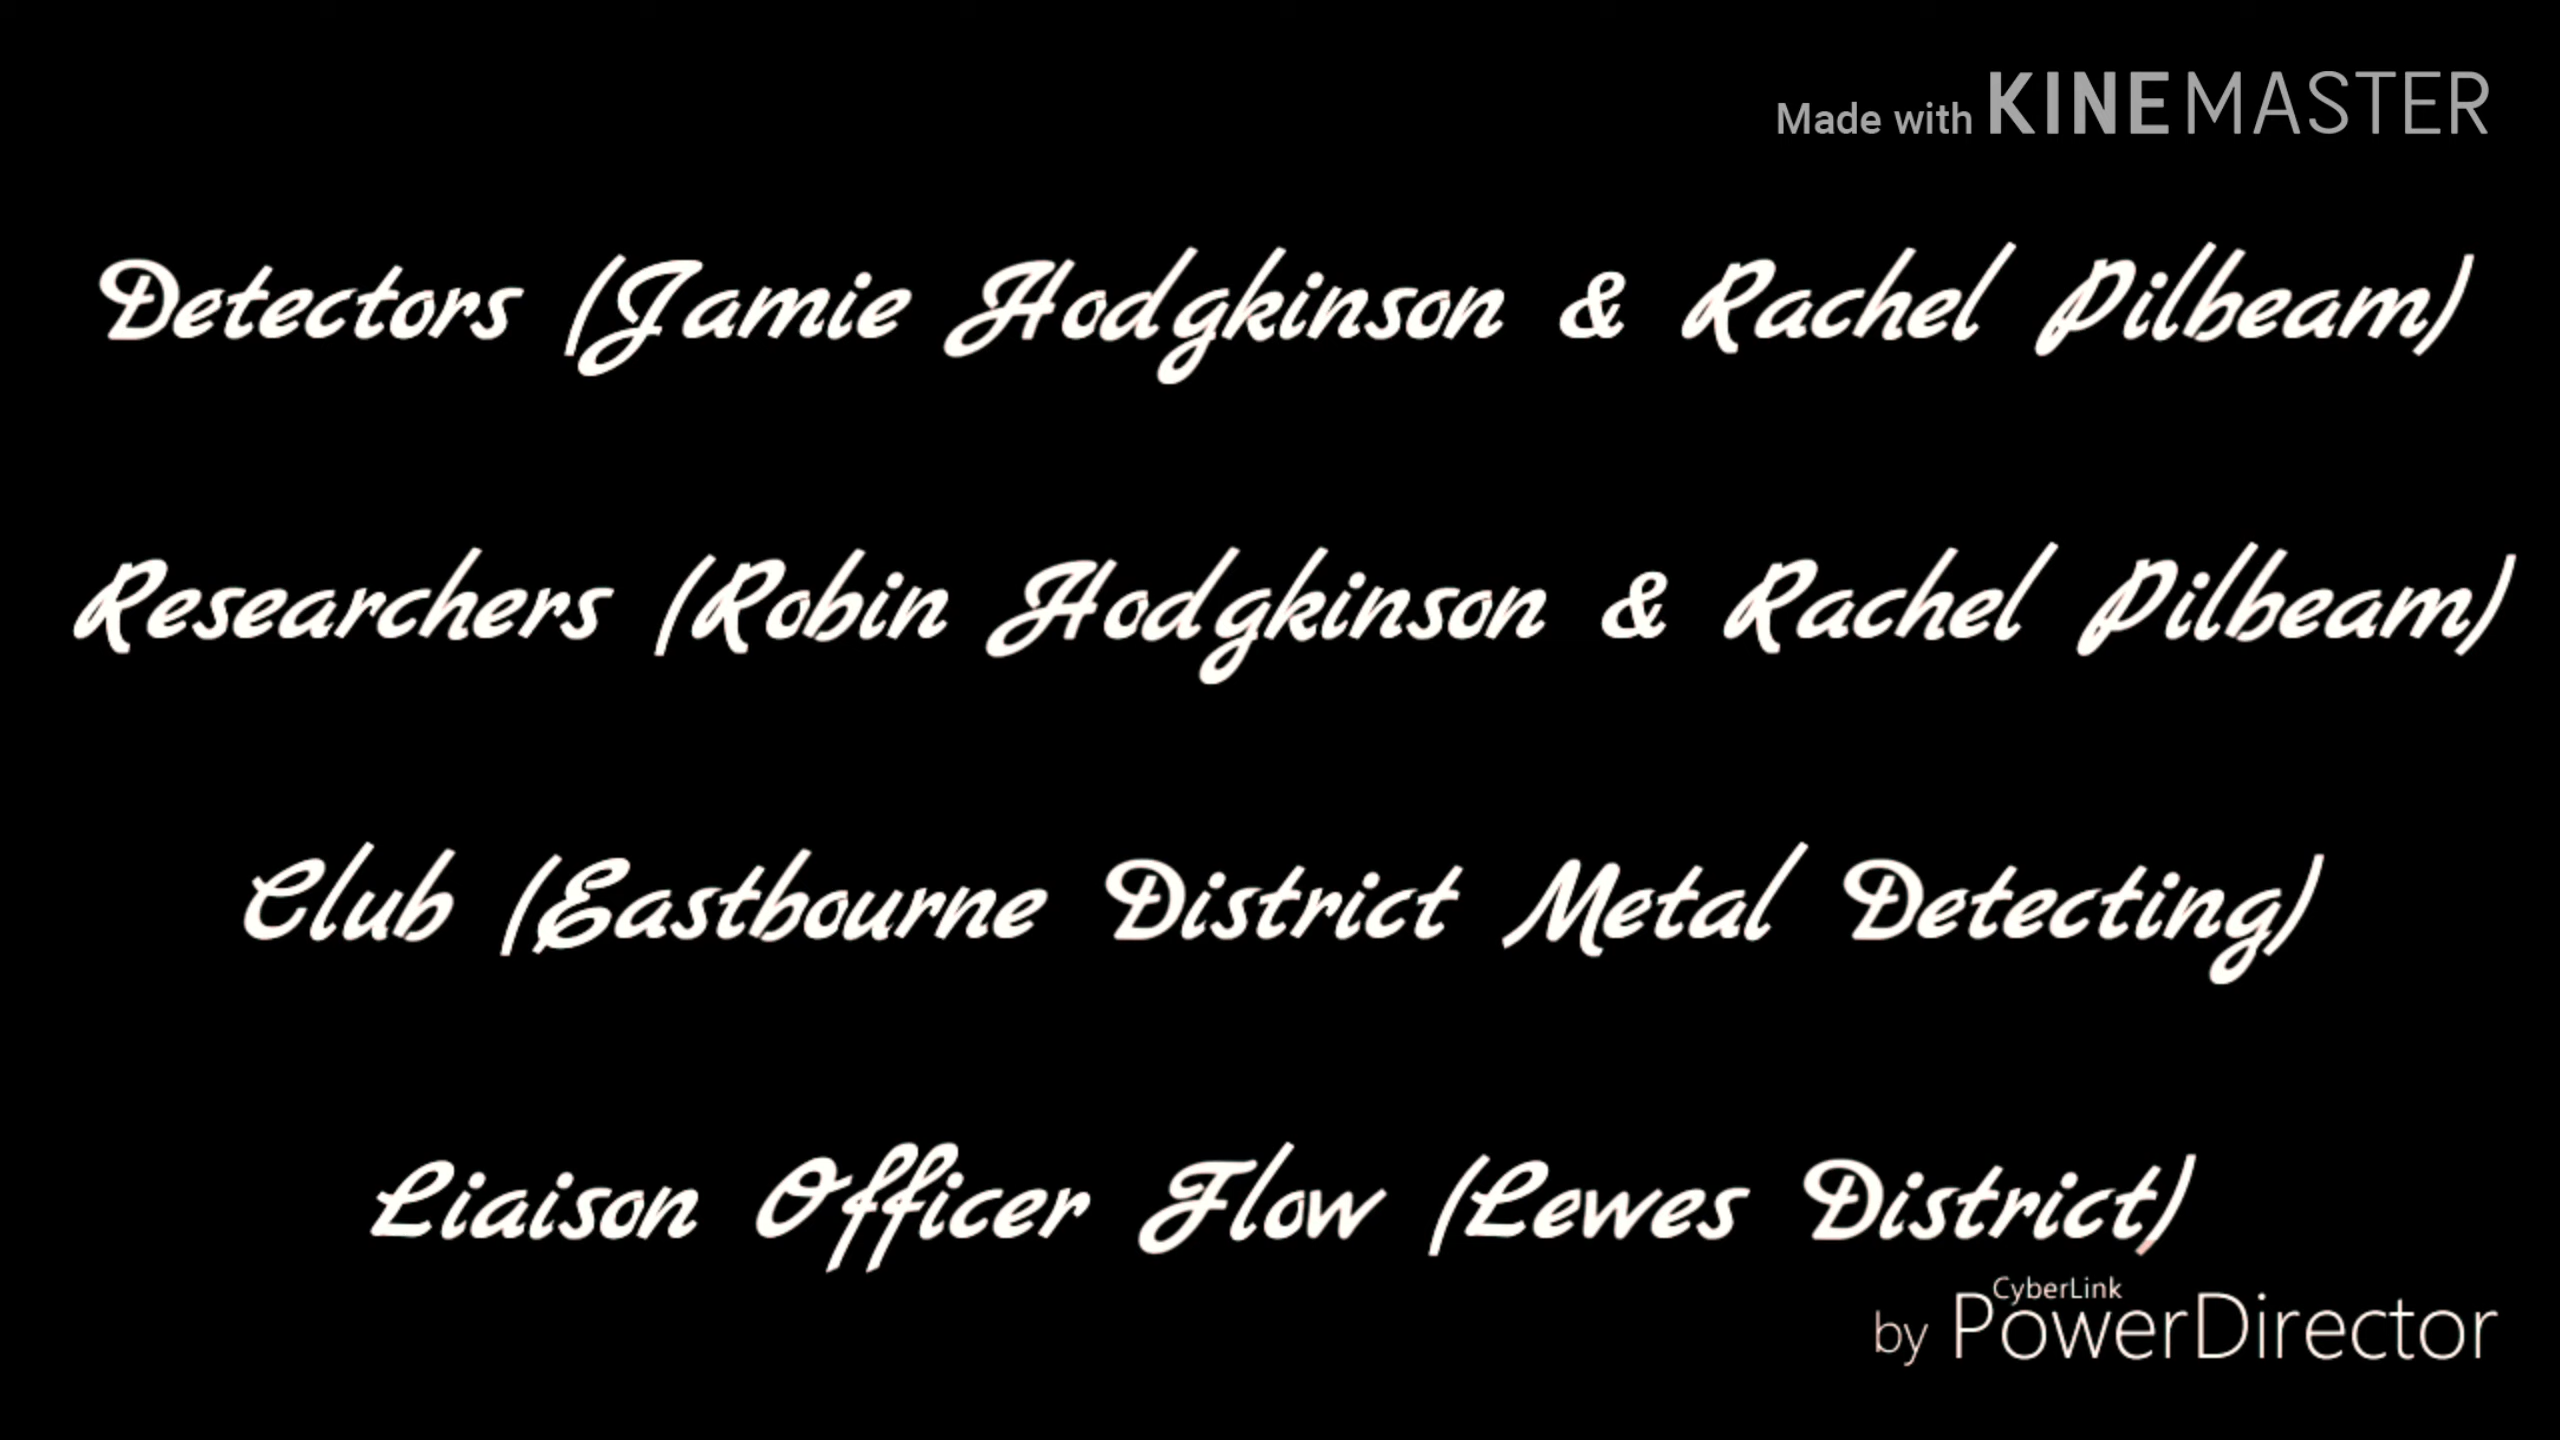 Made with KINEMASTER
Detectors (Jamie Hodgkinson & Rachel Pilbeam)
Researchers (Robin Hodgkinson & Rachel Pilbeam)
Club (Eastbourne District Metal Detecting)
Liaison Officer Flow (Lewes District)
CyberLink
by PowerDirector